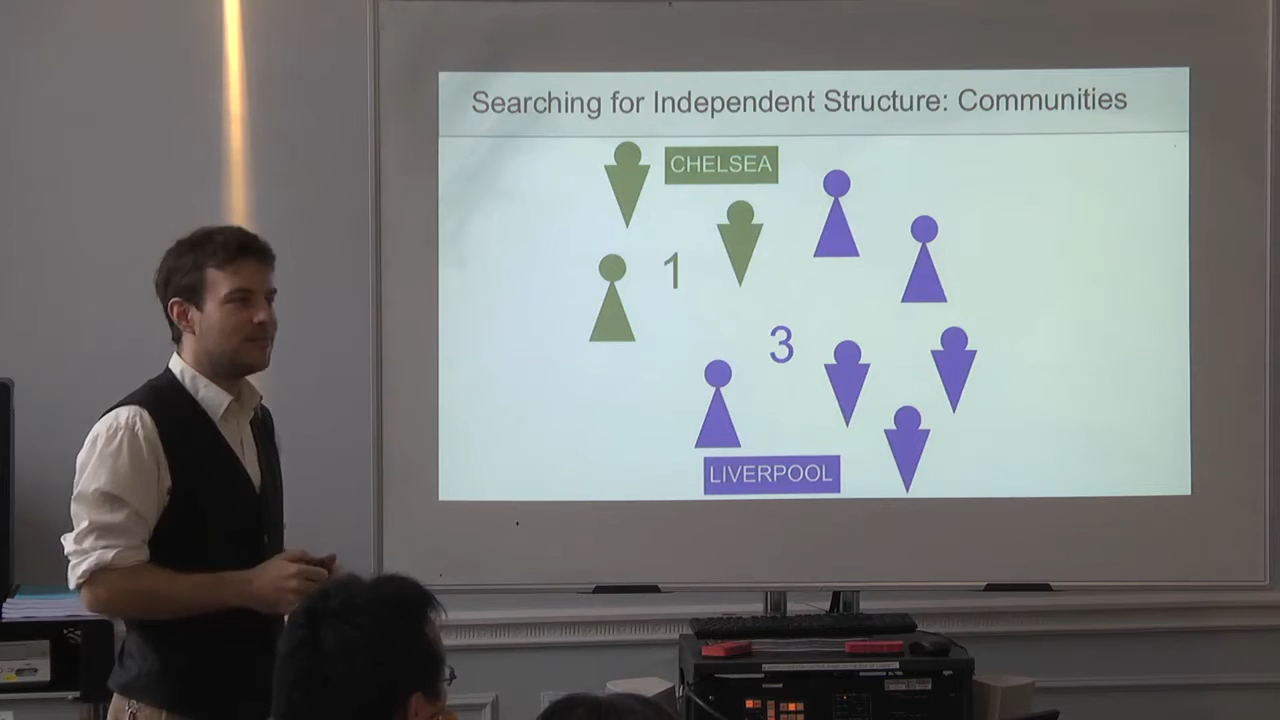 Searching for Independent Structure: Communities
CHELSEA
1
3
LIVERPOOL